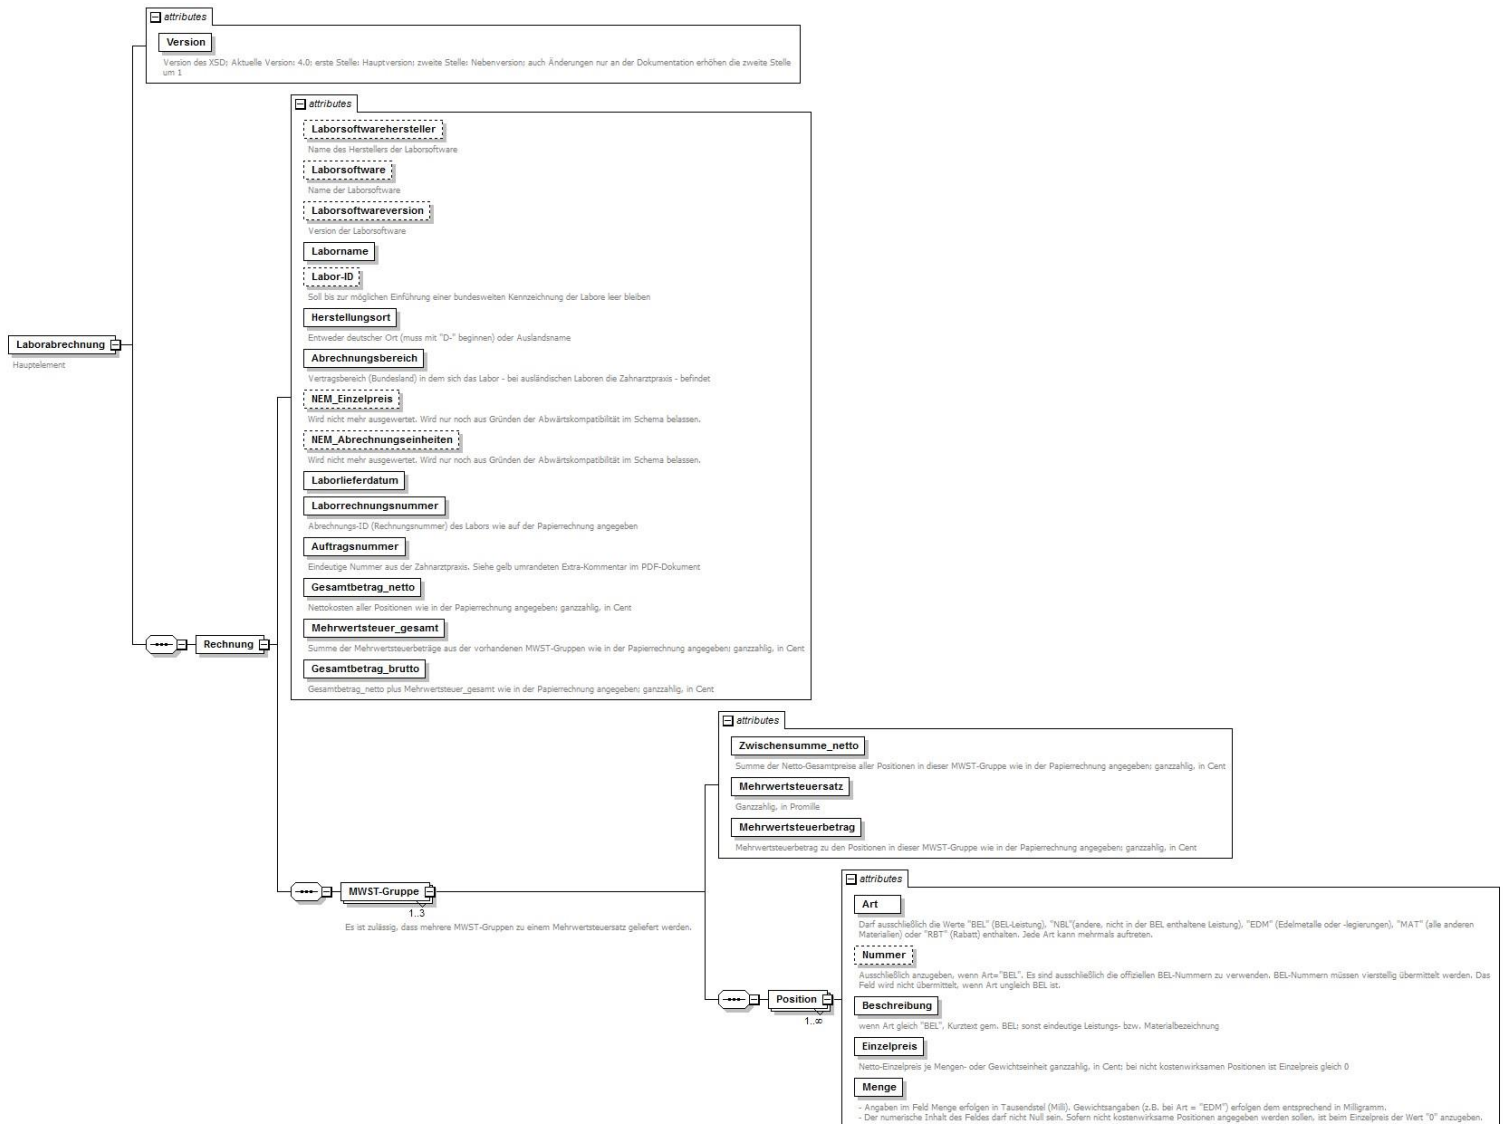 attributes
Version
Version des XSD; Aktuelle Version: 4.0; erste Stelle: Hauptversion; zweite Stelle: Nebenversion; auch Änderungen nur an der Dokumentation erhöhen die zweite Stelle
um 1
attributes
Laborsoftwarehersteller
Name des Herstellers der Laborsoftware
Laborsoftware
Name der Laborsoftware
Laborsoftwareversion
Version der Laborsoftware
Laborname
Labor-ID
Soll bis zur möglichen Einführung einer bundesweiten Kennzeichnung der Labore leer bleiben
Herstellungsort
Entweder deutscher Ort (muss mit "D-" beginnen) oder Auslandsname
Laborabrechnung
Hauptelement
Abrechnungsbereich
Vertragsbereich (Bundesland) in dem sich das Labor - bei ausländischen Laboren die Zahnarztpraxis - befindet
NEM_Einzelpreis
Wird nicht mehr ausgewertet. Wird nur noch aus Gründen der Abwärtskompatibilität im Schema belassen.
NEM_Abrechnungseinheiten
Wird nicht mehr ausgewertet. Wird nur noch aus Gründen der Abwärtskompatibilität im Schema belassen.
Laborlieferdatum
Laborrechnungsnummer
Abrechnungs-ID (Rechnungsnummer) des Labors wie auf der Papierrechnung angegeben
Auftragsnummer
Eindeutige Nummer aus der Zahnarztpraxis. Siehe gelb umrandeten Extra-Kommentar im PDF-Dokument
Gesamtbetrag_netto
Nettokosten aller Positionen wie in der Papierrechnung angegeben; ganzzahlig, in Cent
Mehrwertsteuer_gesamt
Summe der Mehrwertsteuerbeträge aus der vorhandenen MWST-Gruppen wie in der Papierrechnung angegeben; ganzzahlig, in Cent
Rechnung
Gesamtbetrag_brutto
Gesamtbetrag_netto plus Mehrwertsteuer_gesamt wie in der Papierrechnung angegeben; ganzzahlig, in Cent
attributes
Zwischensumme_netto
Summe der Netto-Gesamtpreise aller Positionen in dieser MWST-Gruppe wie in der Papierrechnung angegeben; ganzzahlig, in Cent
Mehrwertsteuersatz
Ganzzahlig, in Promille
Mehrwertsteuerbetrag
Mehrwertsteuerbetrag zu den Positionen in dieser MWST-Gruppe wie in der Papierrechnung angegeben; ganzzahlig, in Cent
MWST-Gruppe
1..3
Es ist zulässig, dass mehrere MWST-Gruppen zu einem Mehrwertsteuersatz geliefert werden.
attributes
Art
Darf ausschließlich die Werte "BEL" (BEL-Leistung), "NBL"(andere, nicht in der BEL enthaltene Leistung), "EDM" (Edelmetalle oder -legierungen), "MAT" (alle anderen
Materialien) oder "RBT" (Rabatt) enthalten. Jede Art kann mehrmals auftreten.
Nummer
Ausschließlich anzugeben, wenn Art="BEL". Es sind ausschließlich die offiziellen BEL-Nummern zu verwenden. BEL-Nummern müssen vierstellig übermittelt werden. Das
Feld wird nicht übermittelt, wenn Art ungleich BEL ist.
Position
1..∞
Beschreibung
wenn Art gleich "BEL", Kurztext gem. BEL; sonst eindeutige Leistungs- bzw. Materialbezeichnung
Einzelpreis
Netto-Einzelpreis je Mengen- oder Gewichtseinheit ganzzahlig, in Cent; bei nicht kostenwirksamen Positionen ist Einzelpreis gleich 0
Menge
- Angaben im Feld Menge erfolgen in Tausendstel (Milli). Gewichtsangaben (z.B. bei Art = "EDM") erfolgen dem entsprechend in Milligramm.
- Der numerische Inhalt des Feldes darf nicht Null sein. Sofern nicht kostenwirksame Positionen angegeben werden sollen, ist beim Einzelpreis der Wert "0" anzugeben.